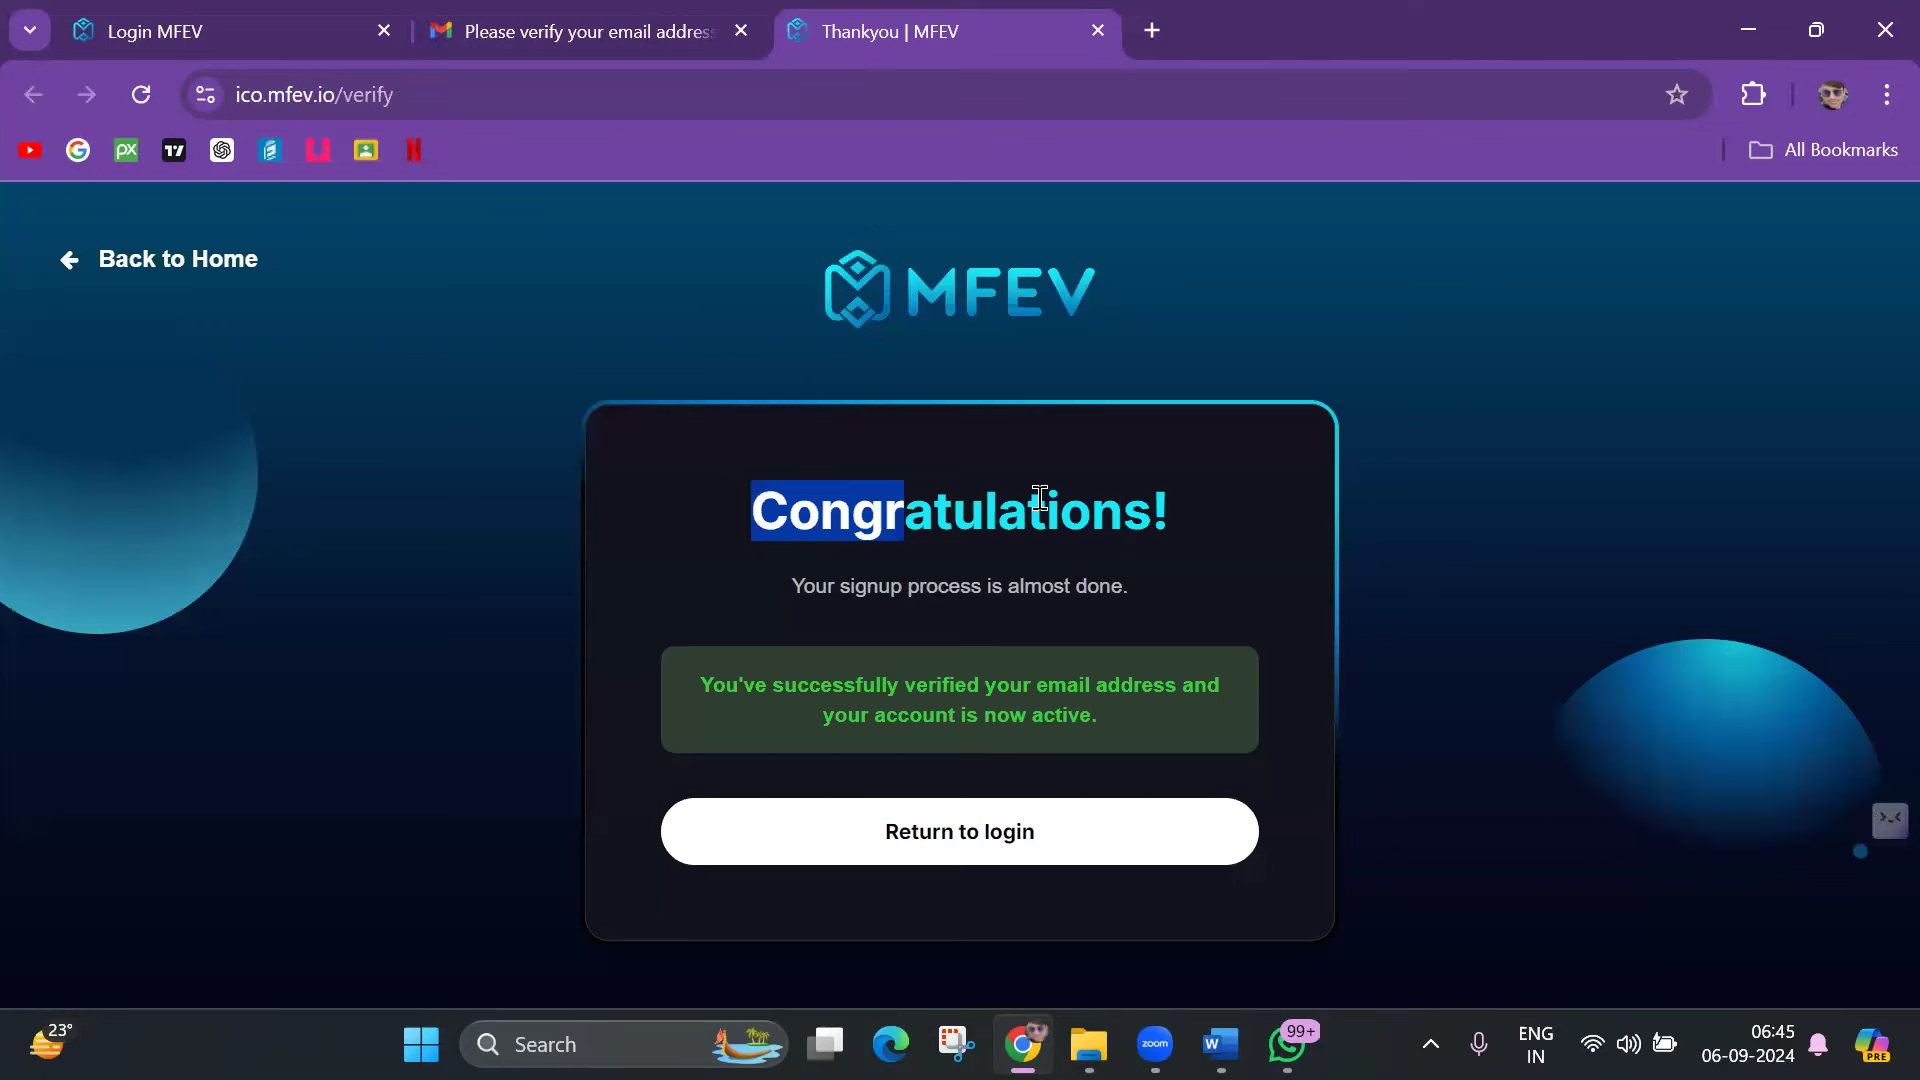 Login MFEV
Please verify your email addres
Thankyou | MFEV
ico.mfev.io/verify
All Bookmarks
Back to Home
MFEV
Congratulations!
Your signup process is almost done.
You've successfully verified your email address and
your account is now active.
Return to login
23°
Search
zoom
W
99+
ENG
IN
06:45
06-09-2024
PRE